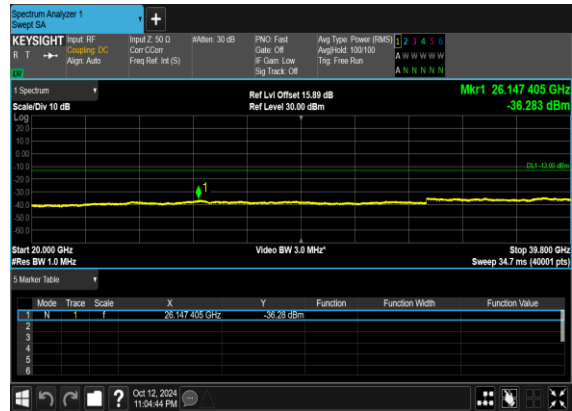 Spectrum Analyzer 1
Swept SA
+
KEYSIGHT Input: RF Input Z: 50 Ω #Atten: 30 dB PNO: Fast Avg Type: Power (RMS) 1 2 3 4 5 6
R T Coupling: DC Corr CCorr Gate: Off Avg|Hold: 100/100 A W W W W W
Align: Auto Freq Ref: Int (S) IF Gain: Low Trig: Free Run
Sig Track: Off A N N N N N
1 Spectrum Ref Lvl Offset 15.89 dB Mkr1 26.147 405 GHz
Scale/Div 10 dB Ref Level 30.00 dBm -36.283 dBm
Log
20.0
10.0
0.00
-10.0 DL1 -13.00 dBm
-20.0
-30.0 1
-40.0
-50.0
-60.0
Start 20.000 GHz Video BW 3.0 MHz* Stop 39.800 GHz
#Res BW 1.0 MHz Sweep 34.7 ms (40001 pts)
5 Marker Table
Mode Trace Scale X Y Function Function Width Function Value
1 N 1 f 26.147 405 GHz -36.28 dBm
2
3
4
5
6
? Oct 12, 2024
11:04:44 PM